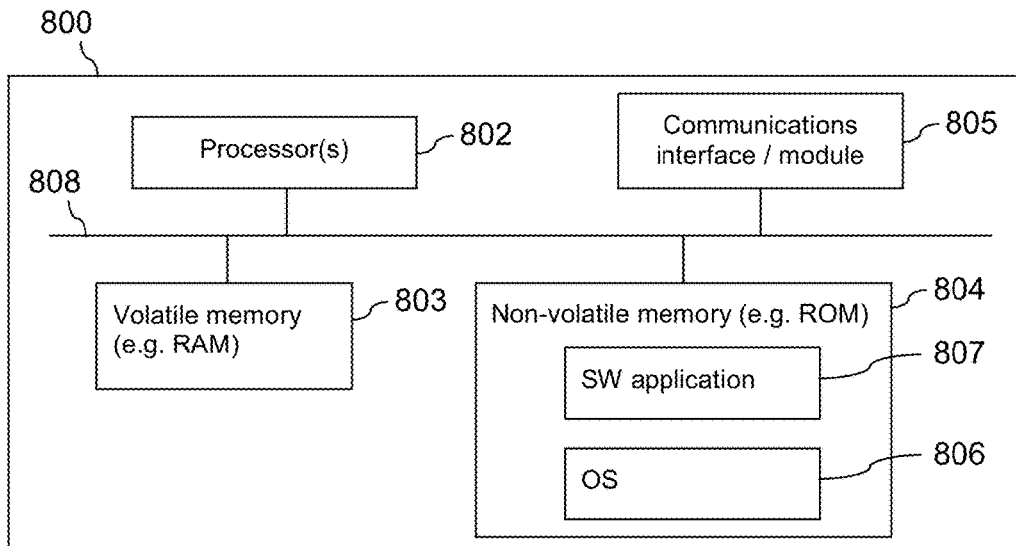 800
Processor(s)
802
Communications
interface / module
805
808
Volatile memory
(e.g. RAM)
803
Non-volatile memory (e.g. ROM)
804
SW application
807
OS
806